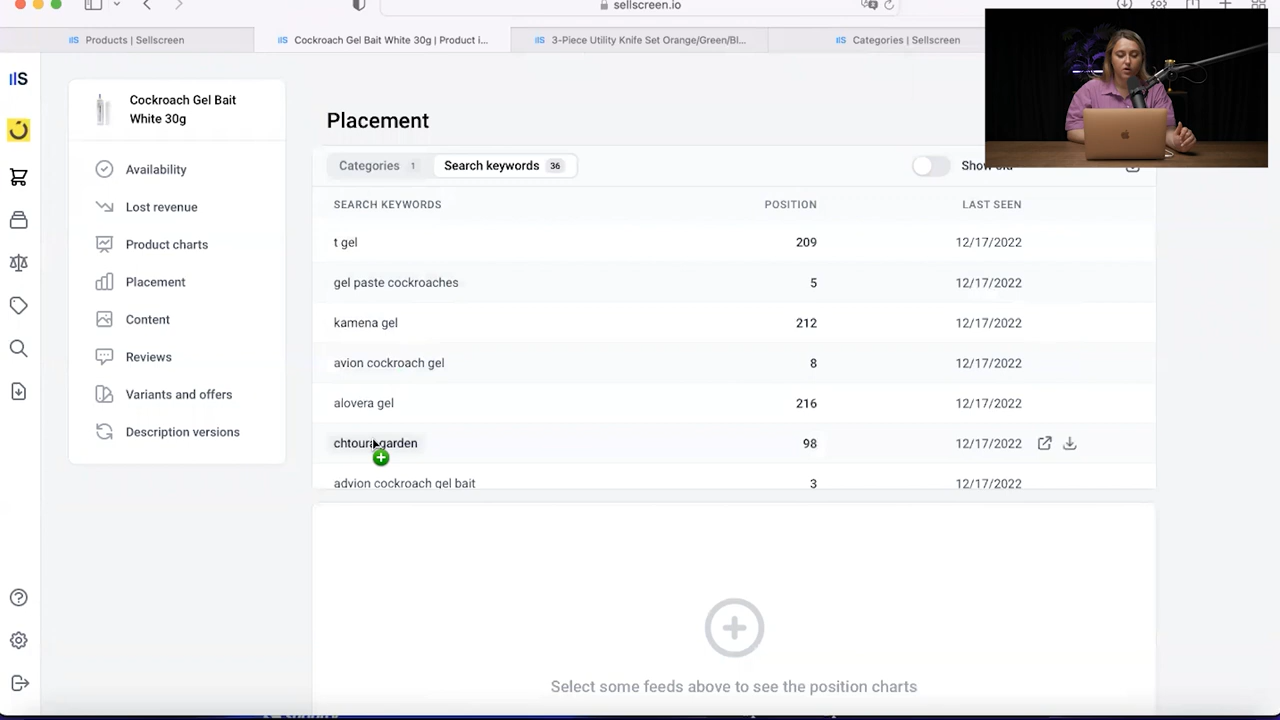 sellscreen.io
Products | Sellscreen
Cockroach Gel Bait White 30g | Product i...
3-Piece Utility Knife Set Orange/Green/Bl...
Categories | Sellscreen
Cockroach Gel Bait
White 30g
Availability
Lost revenue
Product charts
Placement
Content
Reviews
Variants and offers
Description versions
Placement
Categories 1
Search keywords 36
SEARCH KEYWORDS POSITION LAST SEEN
t gel 209 12/17/2022
gel paste cockroaches 5 12/17/2022
kamena gel 212 12/17/2022
avion cockroach gel 8 12/17/2022
alovera gel 216 12/17/2022
chtoura garden 98 12/17/2022
advion cockroach gel bait 3 12/17/2022
Select some feeds above to see the position charts